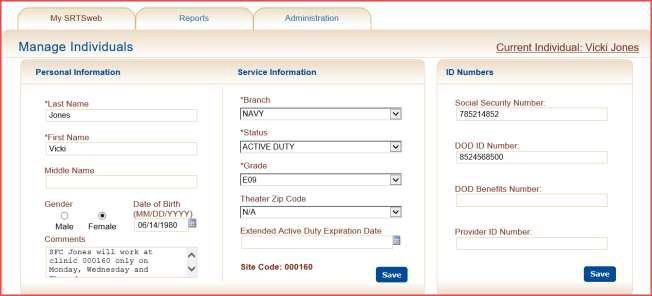 My SRTSweb
Reports
Administration
Manage Individuals
Current Individual: Vicki Jones
Personal Information
*Last Name
Jones
*First Name
Vicki
Middle Name
Gender
Male
Female
Date of Birth
(MM/DD/YYYY)
06/14/1980
Comments
SFC Jones will work at
clinic 000160 only on
Monday, Wednesday and
Service Information
*Branch
NAVY
*Status
ACTIVE DUTY
*Grade
E09
Theater Zip Code
N/A
Extended Active Duty Expiration Date
Site Code: 000160
Save
ID Numbers
Social Security Number:
785214852
DOD ID Number:
8524568500
DOD Benefits Number:
Provider ID Number:
Save